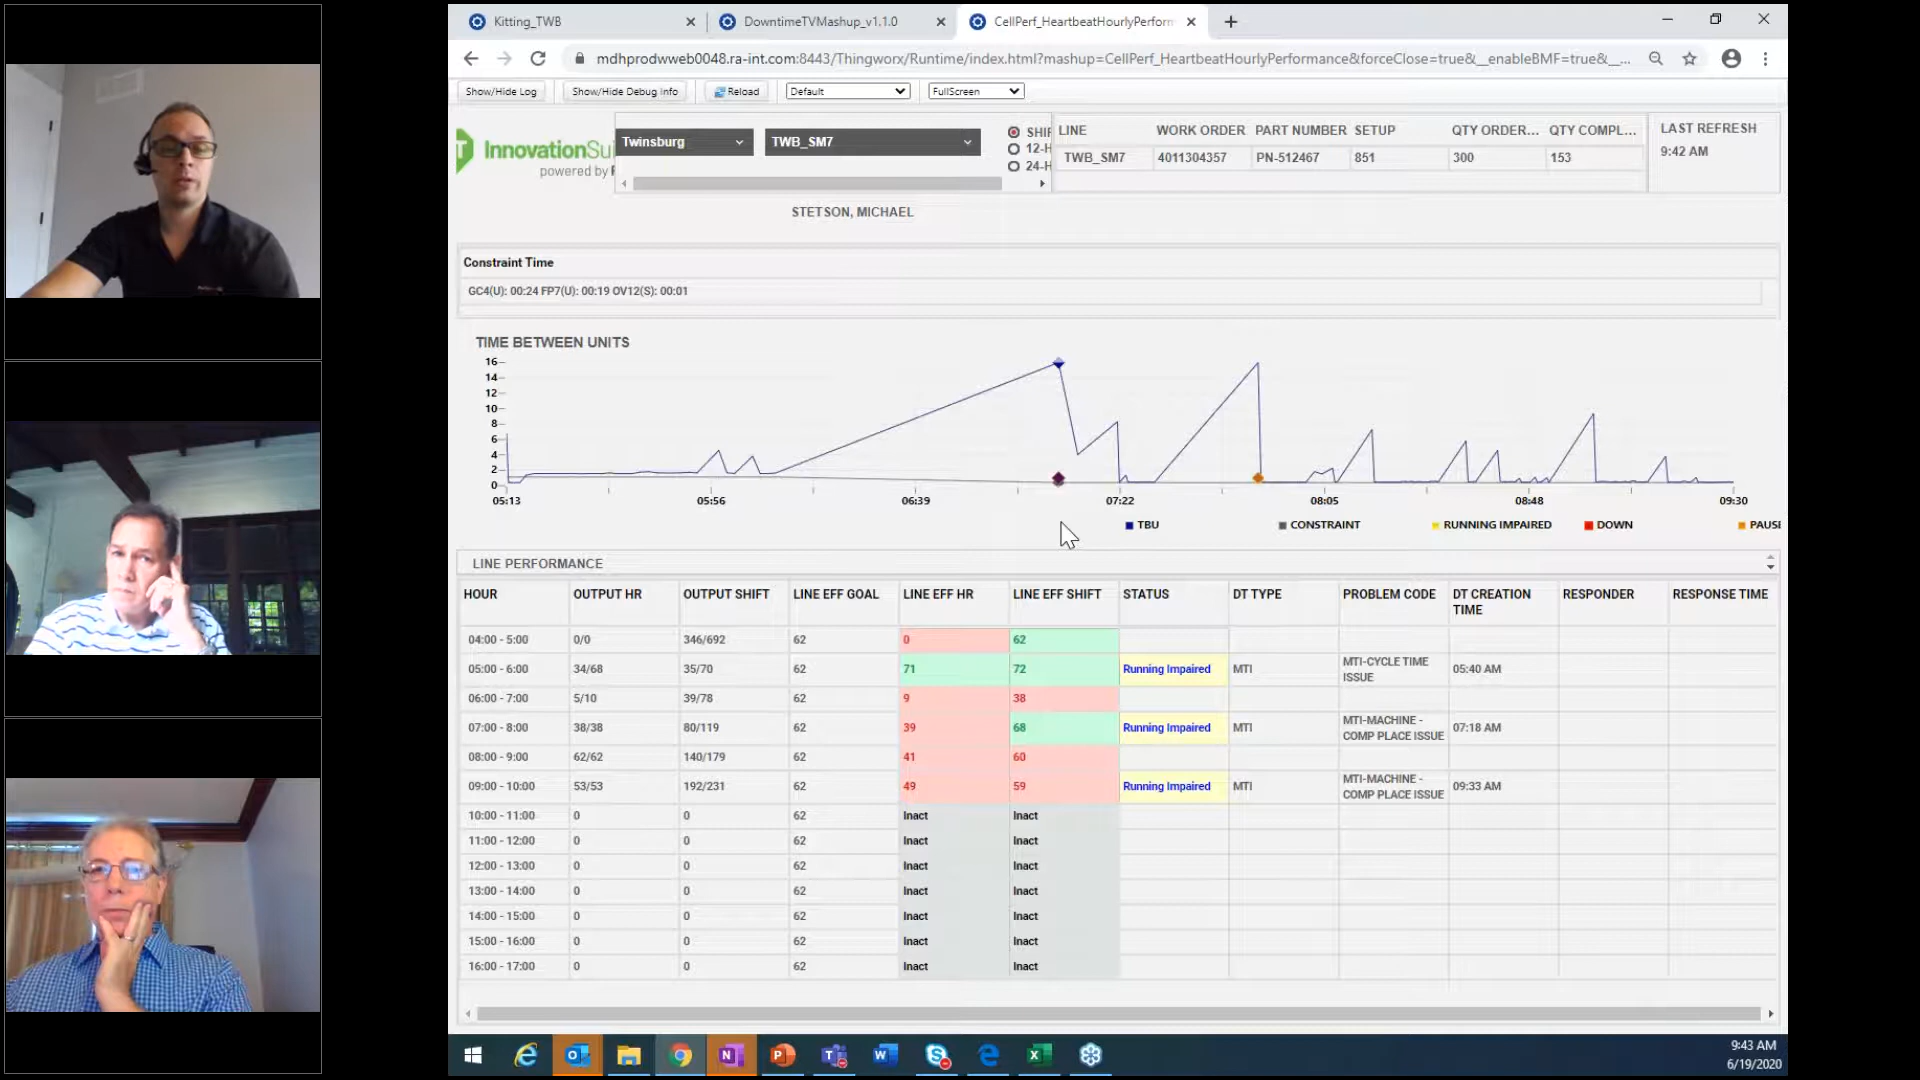 Kitting_TWB
DowntimeTVMashup_v1.1.0
CellPerf_HeartbeatHourlyPerforn
mdhprodwweb0048.ra-int.com:8443/Thingworx/Runtime/index.html?mashup=CellPerf_HeartbeatHourlyPerformance&forceClose=true&__enableBMF=true&__...
Show/Hide Log
Show/Hide Debug Info
Reload
Default
FullScreen
InnovationSu
powered by
Twinsburg
TWB_SM7
SHIF
12-H
24-H
LINE WORK ORDER PART NUMBER SETUP QTY ORDER... QTY COMPL...
TWB_SM7 4011304357 PN-512467 851 300 153
LAST REFRESH
9:42 AM
STETSON, MICHAEL
Constraint Time
GC4(U): 00:24 FP7(U): 00:19 OV12(S): 00:01
TIME BETWEEN UNITS
16
14
12
10
8
6
4
2
0
05:13 05:56 06:39 07:22 08:05 08:48 09:30
TBU CONSTRAINT RUNNING IMPAIRED DOWN PAUSE
LINE PERFORMANCE
HOUR OUTPUT HR OUTPUT SHIFT LINE EFF GOAL LINE EFF HR LINE EFF SHIFT STATUS DT TYPE PROBLEM CODE DT CREATION TIME RESPONDER RESPONSE TIME
04:00 - 5:00 0/0 346/692 62 0 62
05:00 - 6:00 34/68 35/70 62 71 72 Running Impaired MTI MTI-CYCLE TIME ISSUE 05:40 AM
06:00 - 7:00 5/10 39/78 62 9 38
07:00 - 8:00 38/38 80/119 62 39 68 Running Impaired MTI MTI-MACHINE - COMP PLACE ISSUE 07:18 AM
08:00 - 9:00 62/62 140/179 62 41 60
09:00 - 10:00 53/53 192/231 62 49 59 Running Impaired MTI MTI-MACHINE - COMP PLACE ISSUE 09:33 AM
10:00 - 11:00 0 0 62 Inact Inact
11:00 - 12:00 0 0 62 Inact Inact
12:00 - 13:00 0 0 62 Inact Inact
13:00 - 14:00 0 0 62 Inact Inact
14:00 - 15:00 0 0 62 Inact Inact
15:00 - 16:00 0 0 62 Inact Inact
16:00 - 17:00 0 0 62 Inact Inact
9:43 AM
6/19/2020